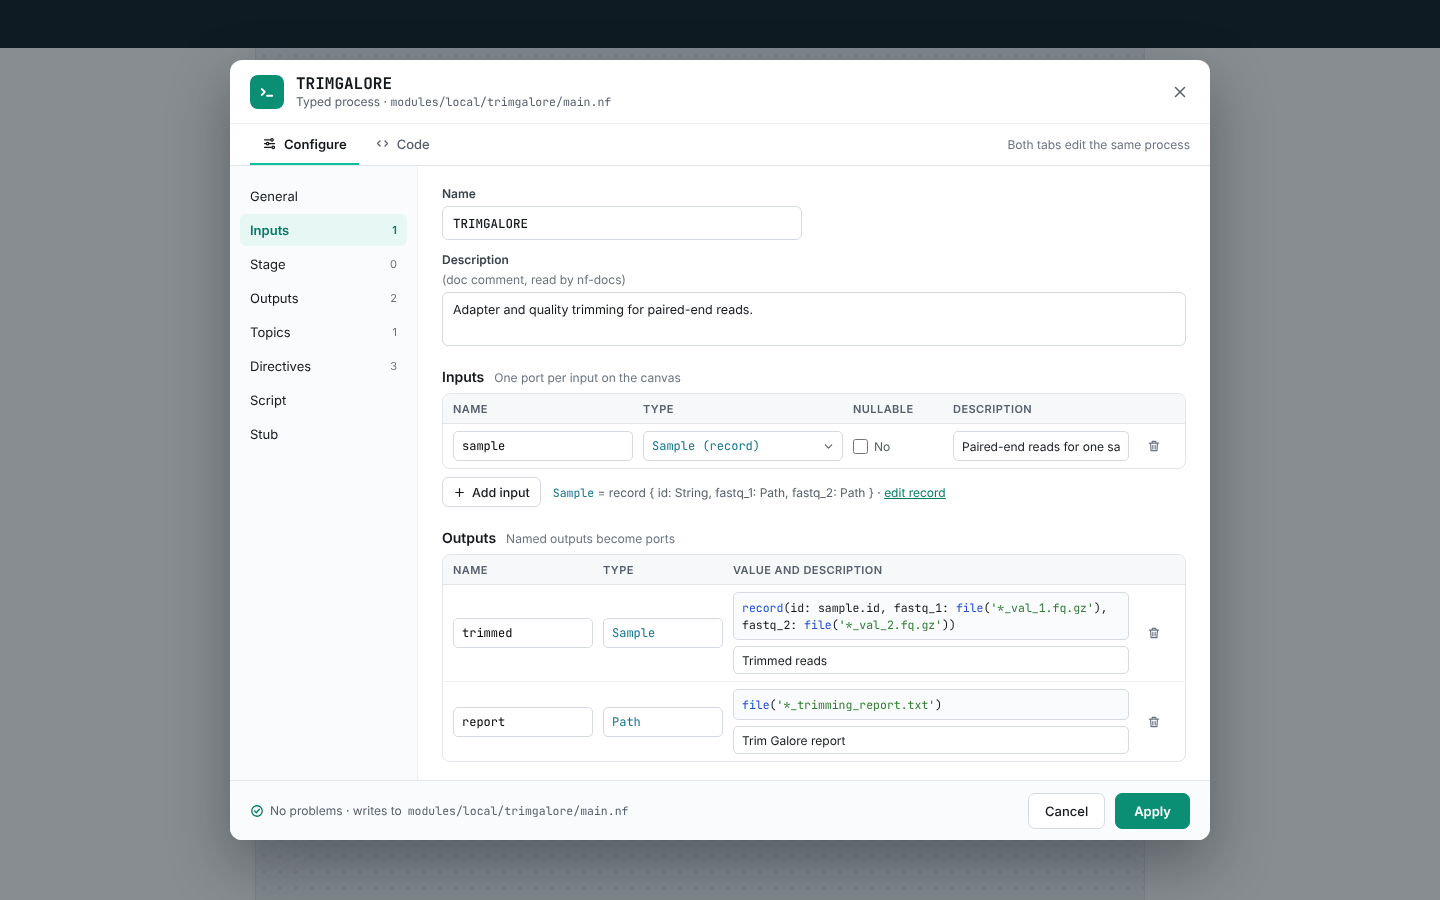 TRIMGALORE
Typed process · modules/local/trimgalore/main.nf
Configure
Code
Both tabs edit the same process
General
Inputs 1
Stage 0
Outputs 2
Topics 1
Directives 3
Script
Stub
Name
TRIMGALORE
Description
(doc comment, read by nf-docs)
Adapter and quality trimming for paired-end reads.
Inputs One port per input on the canvas
NAME TYPE NULLABLE DESCRIPTION
sample Sample (record) No Paired-end reads for one sa
+ Add input Sample = record { id: String, fastq_1: Path, fastq_2: Path } · edit record
Outputs Named outputs become ports
NAME TYPE VALUE AND DESCRIPTION
record(id: sample.id, fastq_1: file('*_val_1.fq.gz'),
fastq_2: file('*_val_2.fq.gz'))
trimmed Sample
Trimmed reads
file('*_trimming_report.txt')
report Path
Trim Galore report
No problems · writes to modules/local/trimgalore/main.nf
Cancel Apply